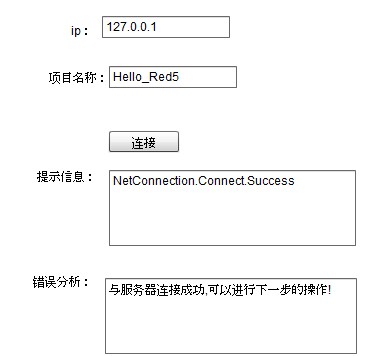 ip： 127.0.0.1
项目名称： Hello_Red5
连接
提示信息： NetConnection.Connect.Success
错误分析： 与服务器连接成功,可以进行下一步的操作!